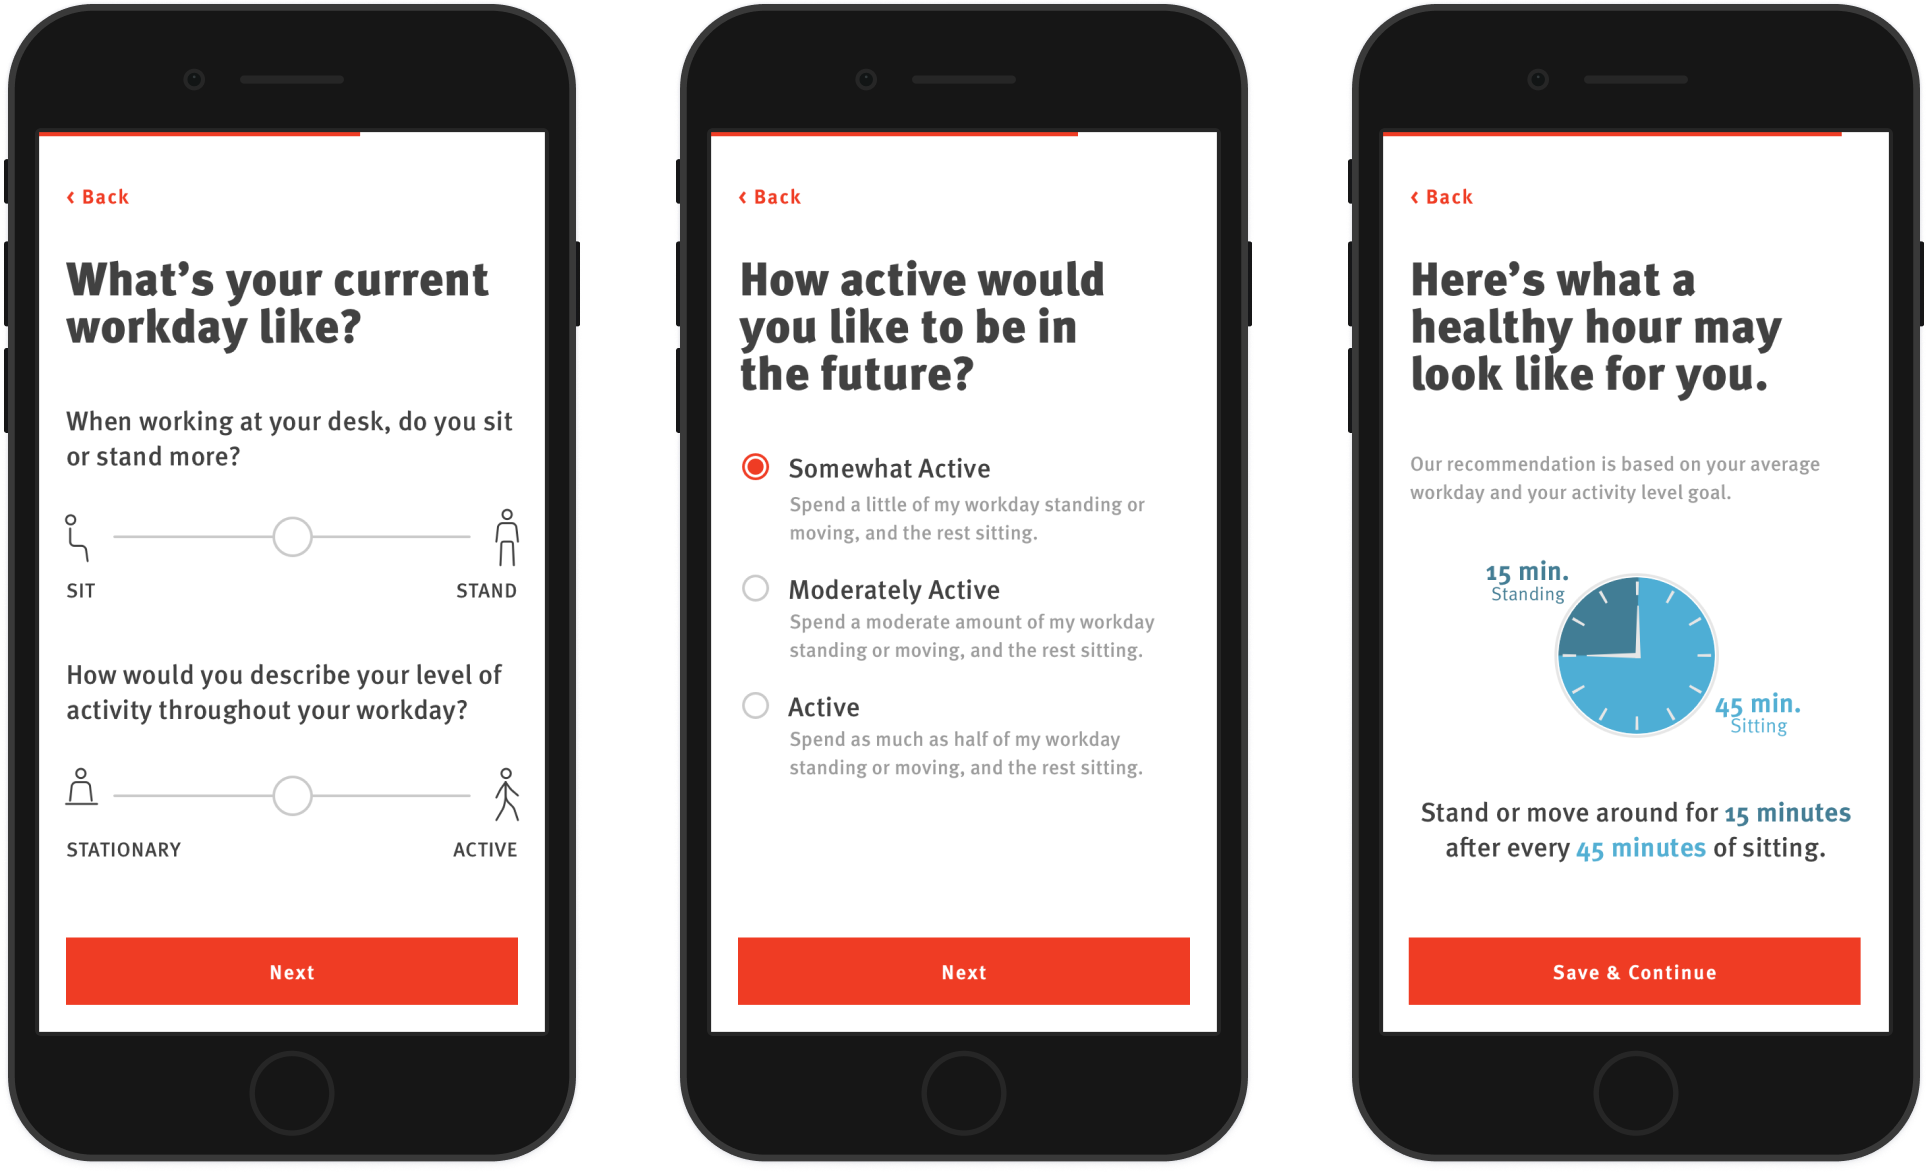 ‹ Back
What’s your current
workday like?
When working at your desk, do you sit
or stand more?
SIT
STAND
How would you describe your level of
activity throughout your workday?
STATIONARY
ACTIVE
Next
‹ Back
How active would
you like to be in
the future?
Somewhat Active
Spend a little of my workday standing or
moving, and the rest sitting.
Moderately Active
Spend a moderate amount of my workday
standing or moving, and the rest sitting.
Active
Spend as much as half of my workday
standing or moving, and the rest sitting.
Next
‹ Back
Here’s what a
healthy hour may
look like for you.
Our recommendation is based on your average
workday and your activity level goal.
15 min.
Standing
45 min.
Sitting
Stand or move around for 15 minutes
after every 45 minutes of sitting.
Save & Continue